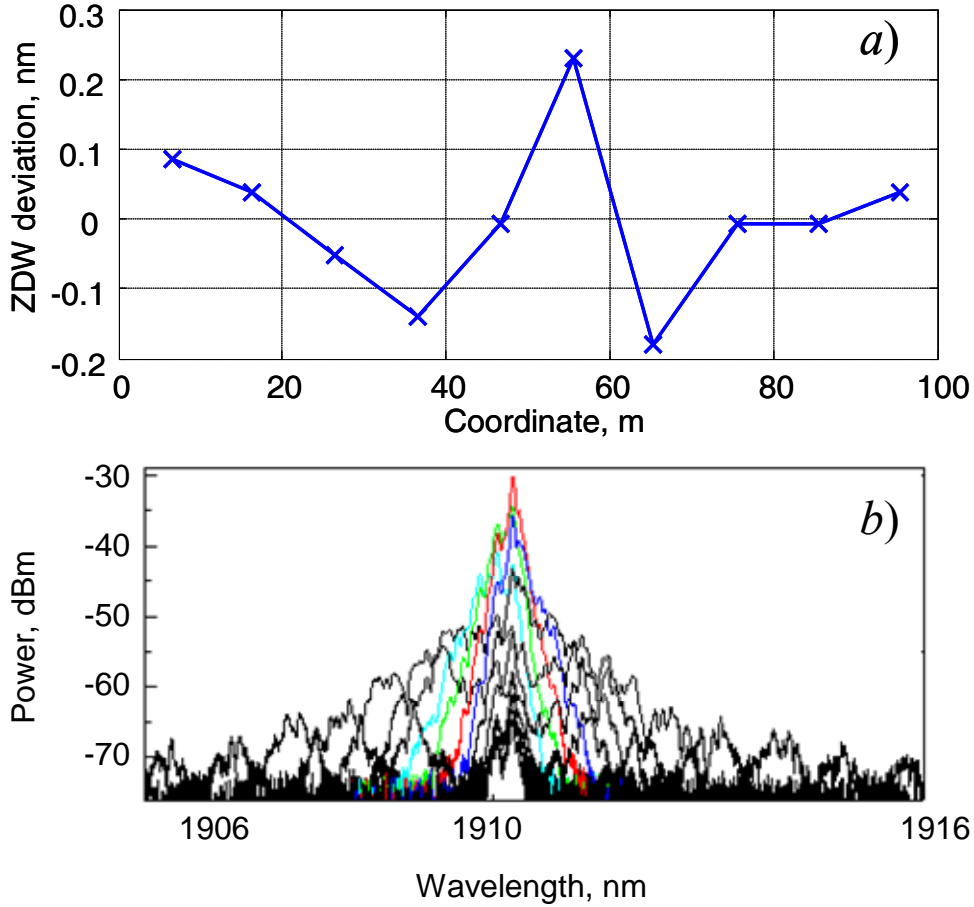 a)
ZDW deviation, nm
0.3
0.2
0.1
0
-0.1
-0.2
0 20 40 60 80 100
Coordinate, m
b)
Power, dBm
-30
-40
-50
-60
-70
1906 1910 1916
Wavelength, nm